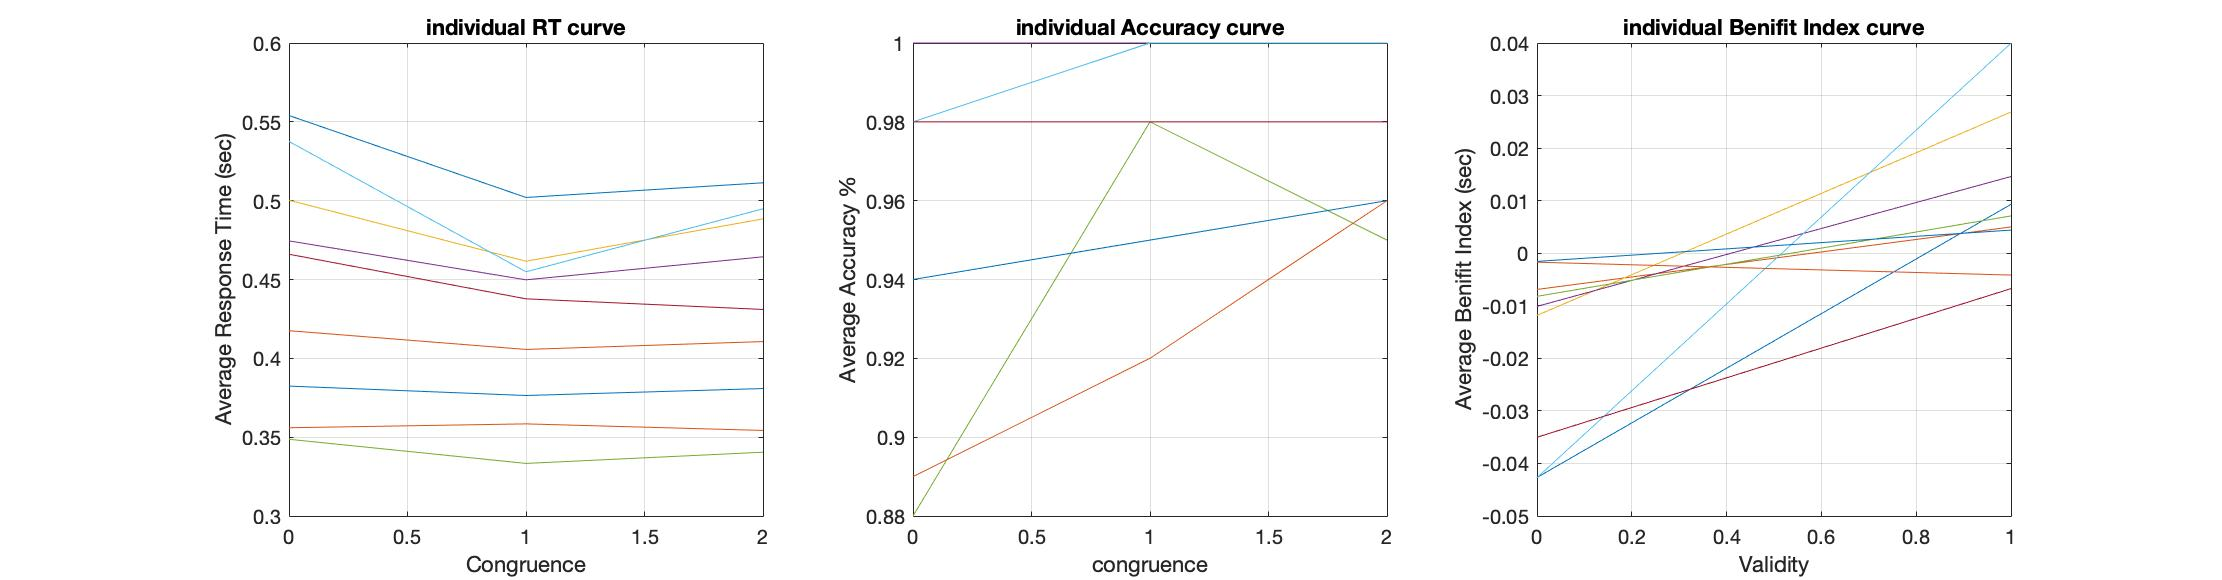 individual RT curve
0.6
0.55
0.5
0.45
0.4
0.35
0.3
Average Response Time (sec)
0 0.5 1 1.5 2
Congruence
individual Accuracy curve
1
0.98
0.96
0.94
0.92
0.9
0.88
Average Accuracy %
0 0.5 1 1.5 2
congruence
individual Benifit Index curve
0.04
0.03
0.02
0.01
0
-0.01
-0.02
-0.03
-0.04
-0.05
Average Benifit Index (sec)
0 0.2 0.4 0.6 0.8 1
Validity